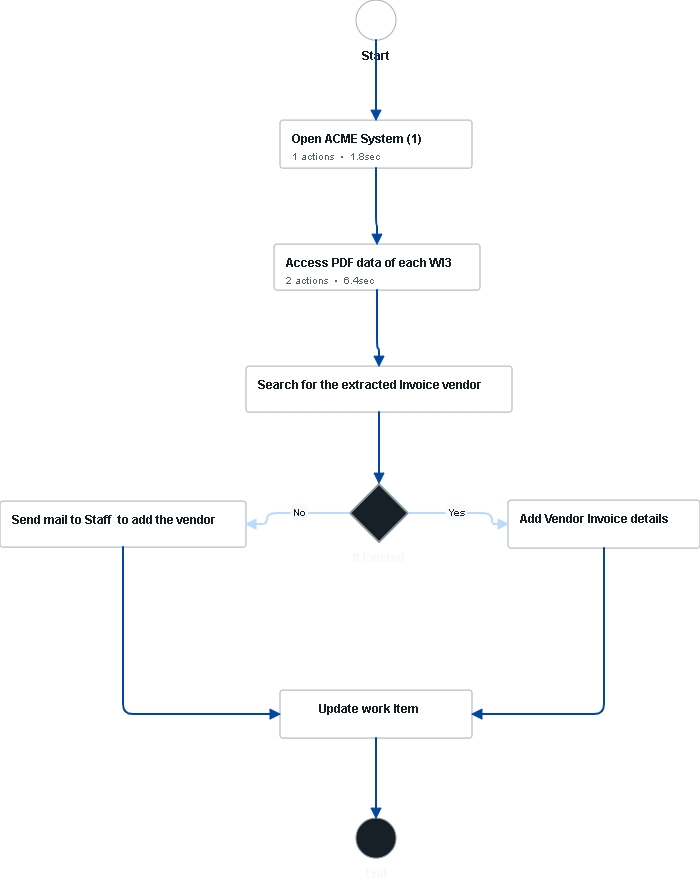 Start
Open ACME System (1)
1 actions • 1.8sec
Access PDF data of each WI3
2 actions • 6.4sec
Search for the extracted Invoice vendor
No
Yes
Send mail to Staff to add the vendor
Add Vendor Invoice details
If Existed
Update work Item
End